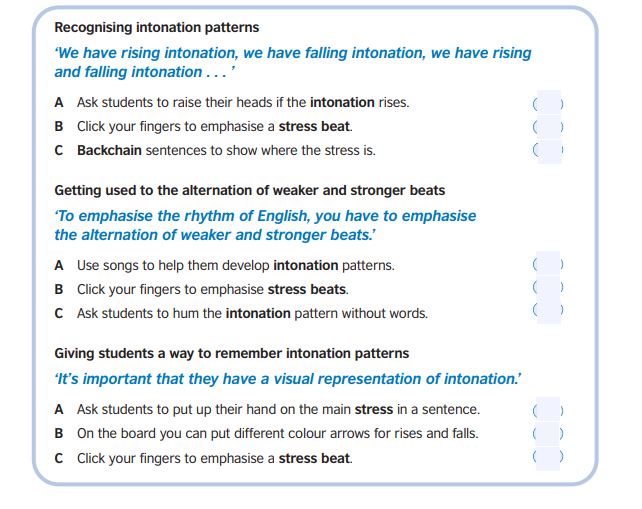 Recognising intonation patterns
‘We have rising intonation, we have falling intonation, we have rising
and falling intonation . . . ’
A Ask students to raise their heads if the intonation rises. ( )
B Click your fingers to emphasise a stress beat. ( )
C Backchain sentences to show where the stress is. ( )
Getting used to the alternation of weaker and stronger beats
‘To emphasise the rhythm of English, you have to emphasise
the alternation of weaker and stronger beats.’
A Use songs to help them develop intonation patterns. ( )
B Click your fingers to emphasise stress beats. ( )
C Ask students to hum the intonation pattern without words. ( )
Giving students a way to remember intonation patterns
‘It’s important that they have a visual representation of intonation.’
A Ask students to put up their hand on the main stress in a sentence. ( )
B On the board you can put different colour arrows for rises and falls. ( )
C Click your fingers to emphasise a stress beat. ( )